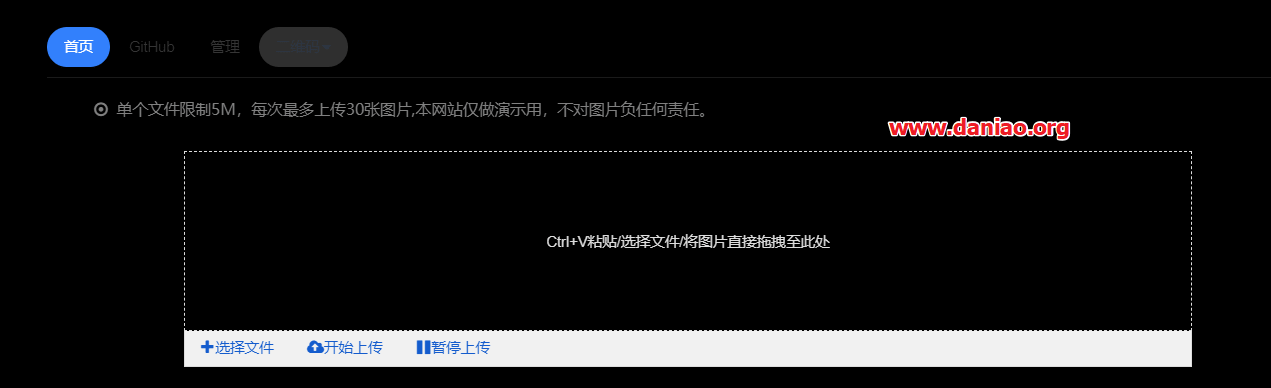 首页 GitHub 管理 二维码
单个文件限制5M，每次最多上传30张图片,本网站仅做演示用，不对图片负任何责任。
www.daniao.org
Ctrl+V粘贴/选择文件/将图片直接拖拽至此处
选择文件 开始上传 暂停上传